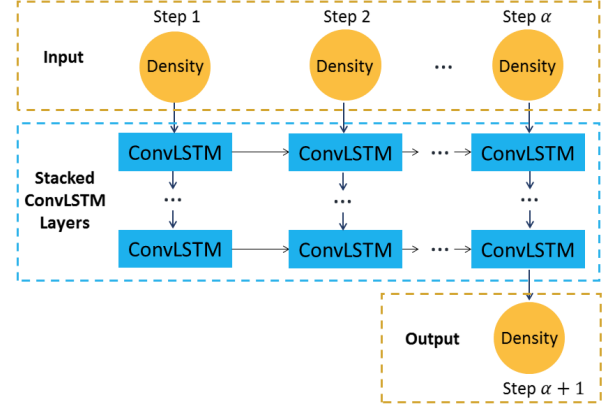 Step 1 Step 2 Step α
Input Density Density ... Density
ConvLSTM ConvLSTM ... ConvLSTM
Stacked
ConvLSTM
Layers
... ... ...
ConvLSTM ConvLSTM ... ConvLSTM
Output Density
Step α + 1